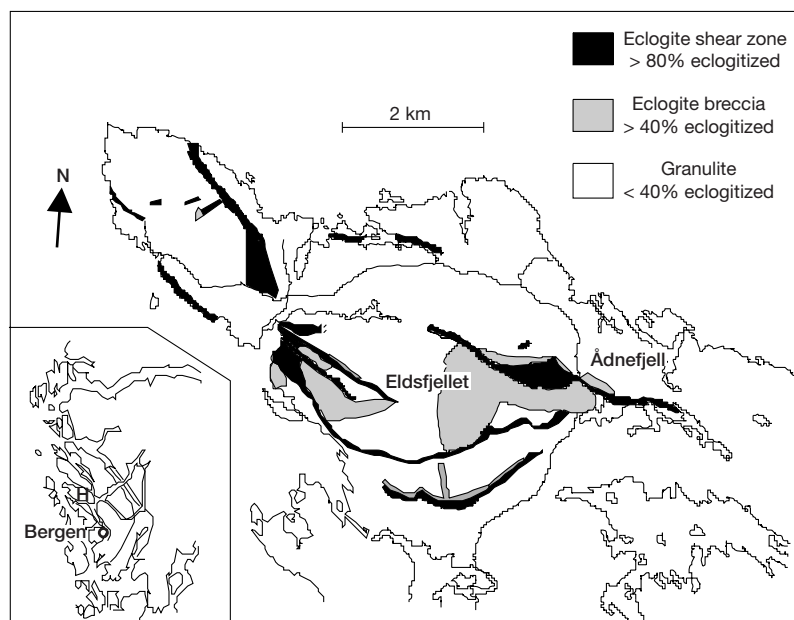 Eclogite shear zone
> 80% eclogitized
2 km
Eclogite breccia
> 40% eclogitized
N
Granulite
< 40% eclogitized
Ådnefjell
Eldsfjellet
H
Bergen